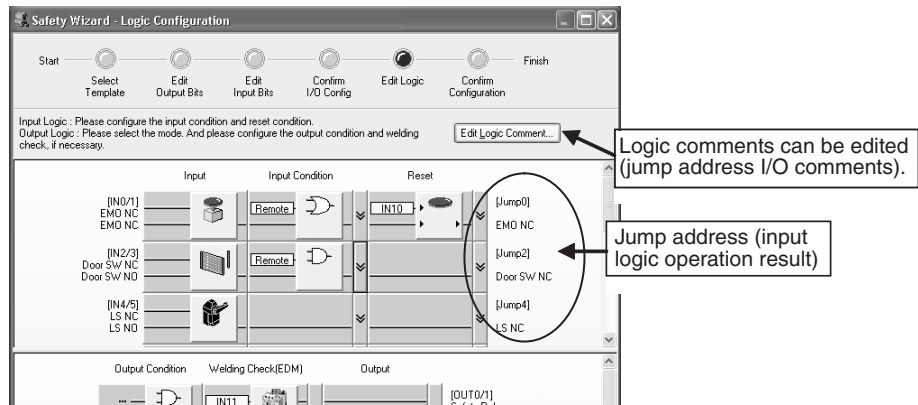 Safety Wizard - Logic Configuration
Start
Finish
Select Template
Edit Output Bits
Edit Input Bits
Confirm I/O Config
Edit Logic
Confirm Configuration
Input Logic : Please configure the input condition and reset condition.
Output Logic : Please select the mode. And please configure the output condition and welding
check, if necessary.
Edit Logic Comment...
Logic comments can be edited
(jump address I/O comments).
Input
Input Condition
Reset
[IN0/1]
EMO NC
EMO NC
Remote
IN10
[Jump0]
EMO NC
Jump address (input
logic operation result)
[IN2/3]
Door SW NC
Door SW NO
Remote
[Jump2]
Door SW NC
[IN4/5]
LS NC
LS NO
[Jump4]
LS NC
Output Condition
Welding Check(EDM)
Output
...
IN11
[OUT0/1]